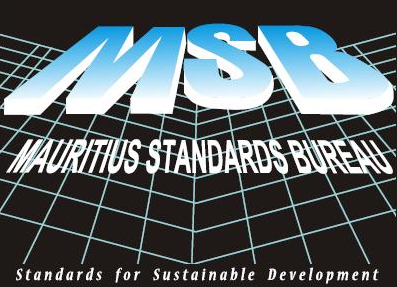 MSB
MAURITIUS STANDARDS BUREAU
Standards for Sustainable Development